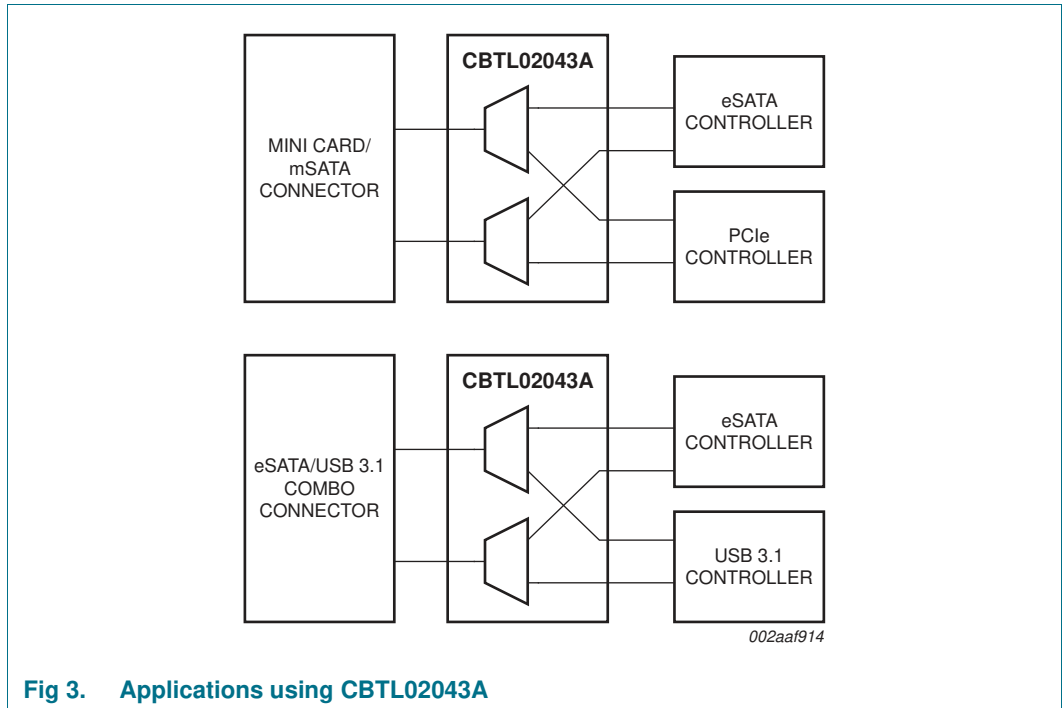 CBTL02043A
MINI CARD/
mSATA
CONNECTOR
eSATA
CONTROLLER
PCIe
CONTROLLER
CBTL02043A
eSATA/USB 3.1
COMBO
CONNECTOR
eSATA
CONTROLLER
USB 3.1
CONTROLLER
002aaf914
Fig 3. Applications using CBTL02043A